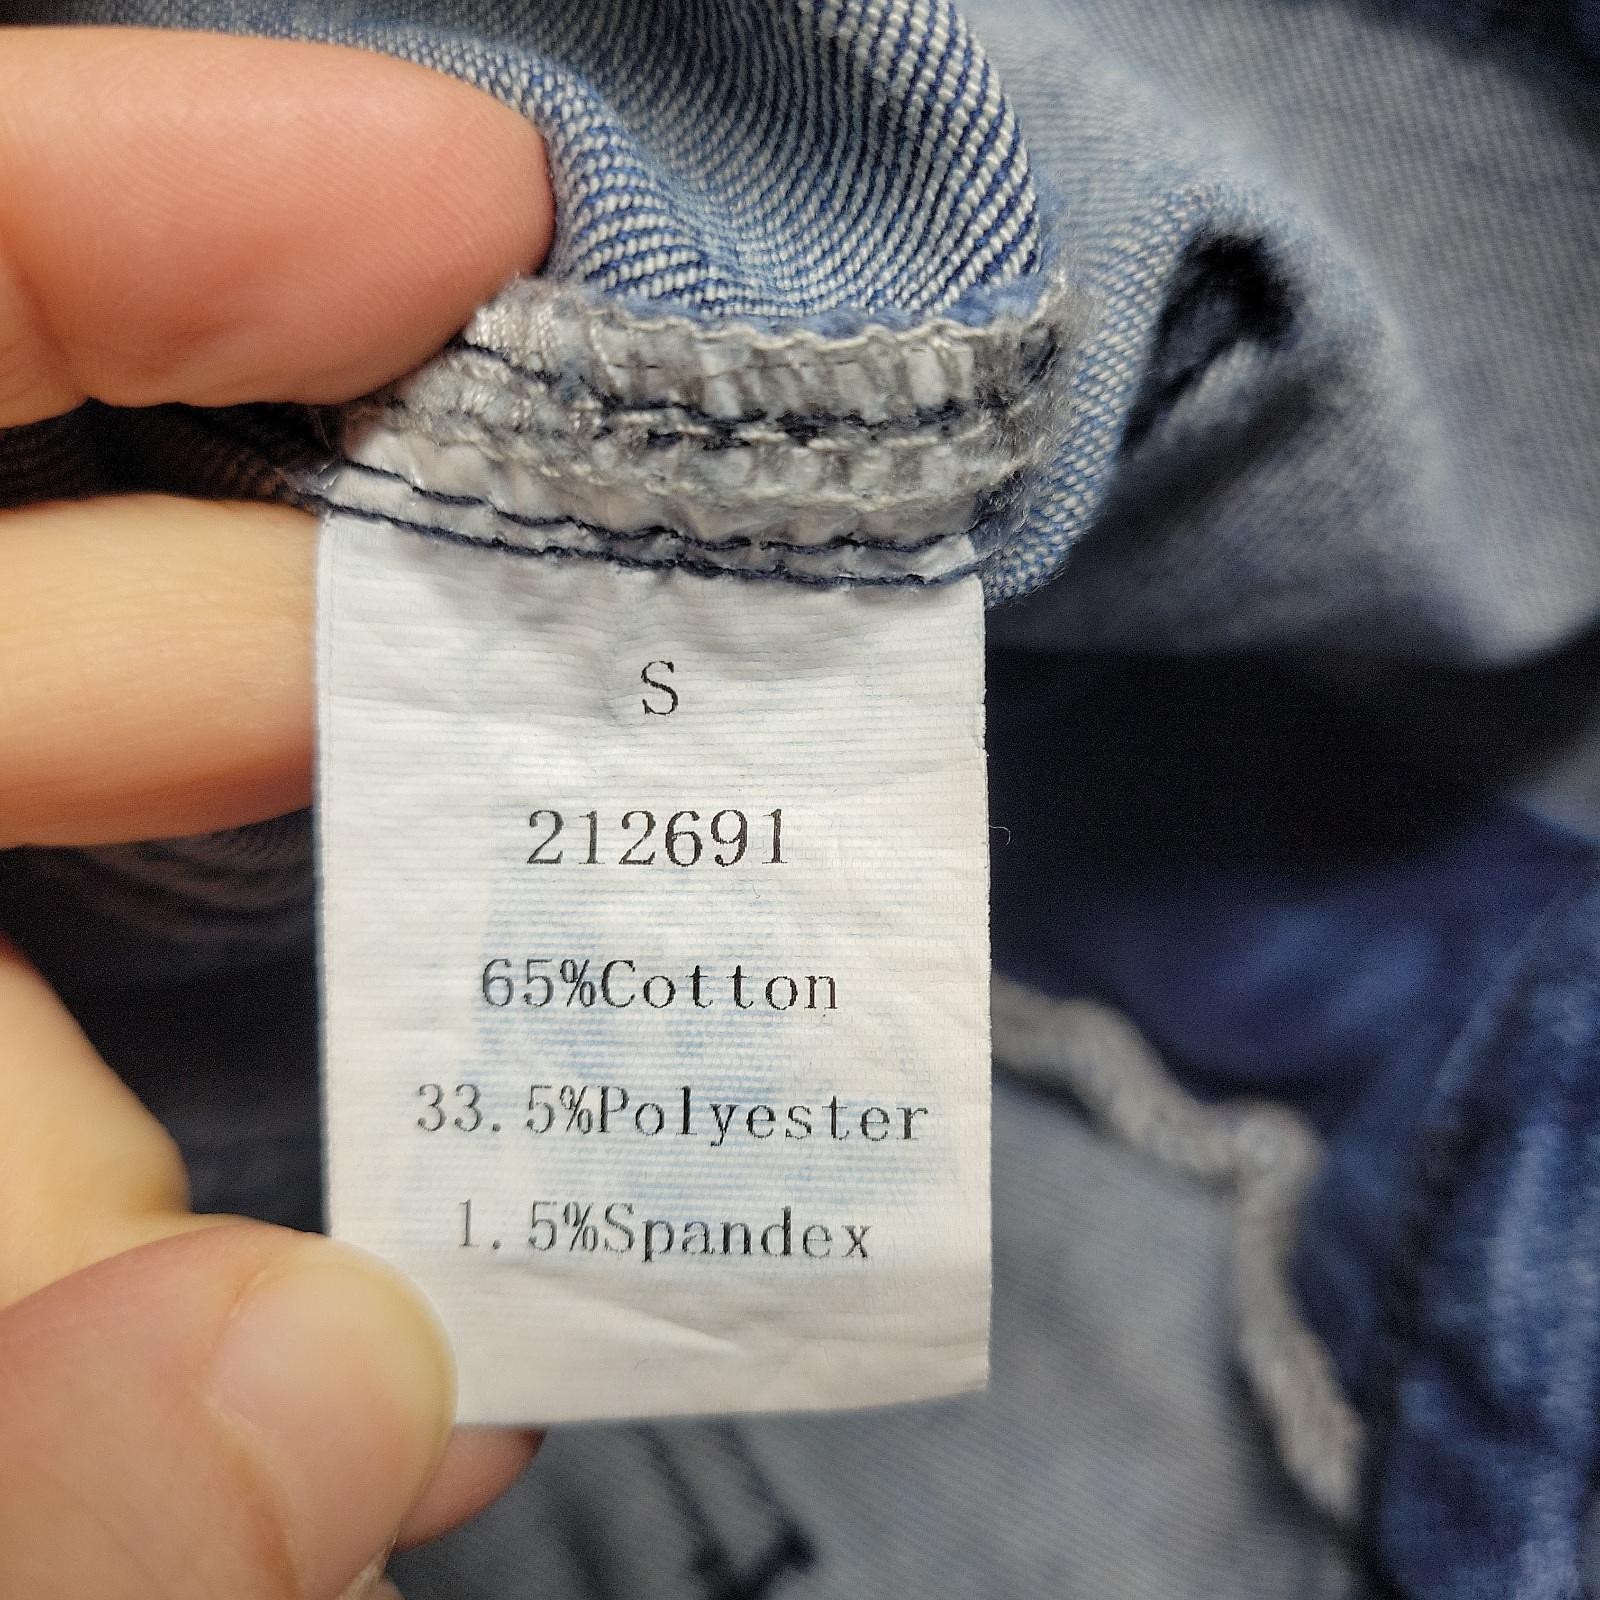 S
212691
65%Cotton
33.5%Polyester
1.5%Spandex